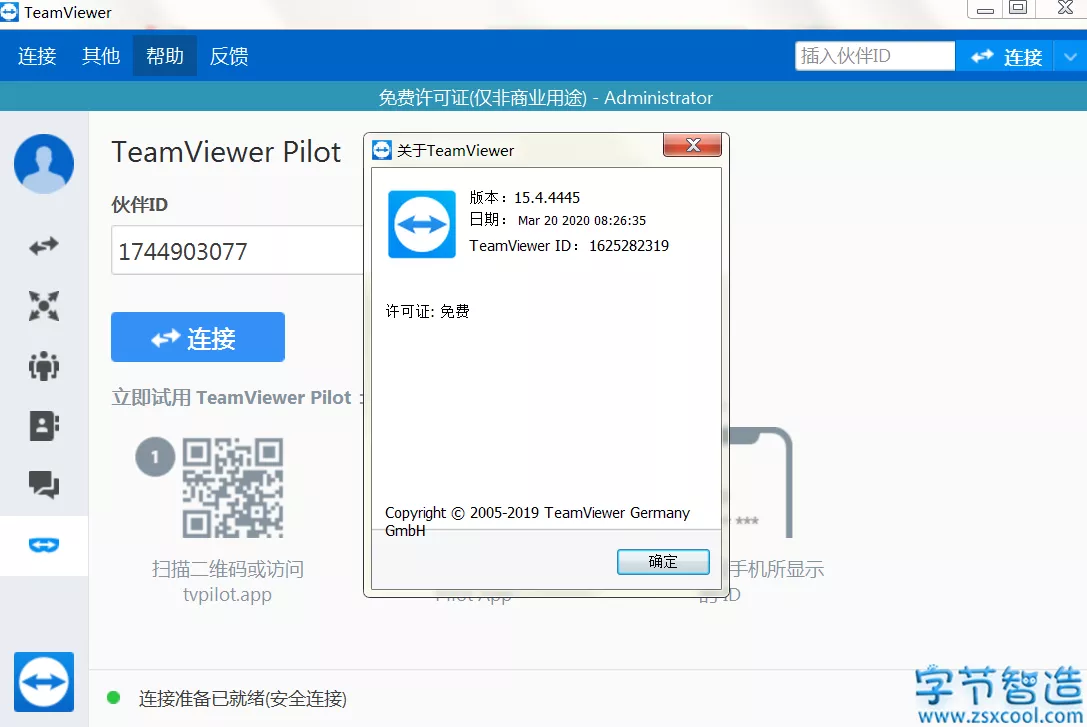 TeamViewer
连接 其他 帮助 反馈
插入伙伴ID 连接
免费许可证(仅非商业用途) - Administrator
TeamViewer Pilot
伙伴ID
1744903077
连接
立即试用 TeamViewer Pilot :
1
扫描二维码或访问
tvpilot.app
关于TeamViewer
版本：15.4.4445
日期： Mar 20 2020 08:26:35
TeamViewer ID：1625282319
许可证: 免费
Copyright © 2005-2019 TeamViewer Germany
GmbH
确定
***
手机所显示
的 ID
Pilot App
连接准备已就绪(安全连接)
字节智造
www.zsxcool.com